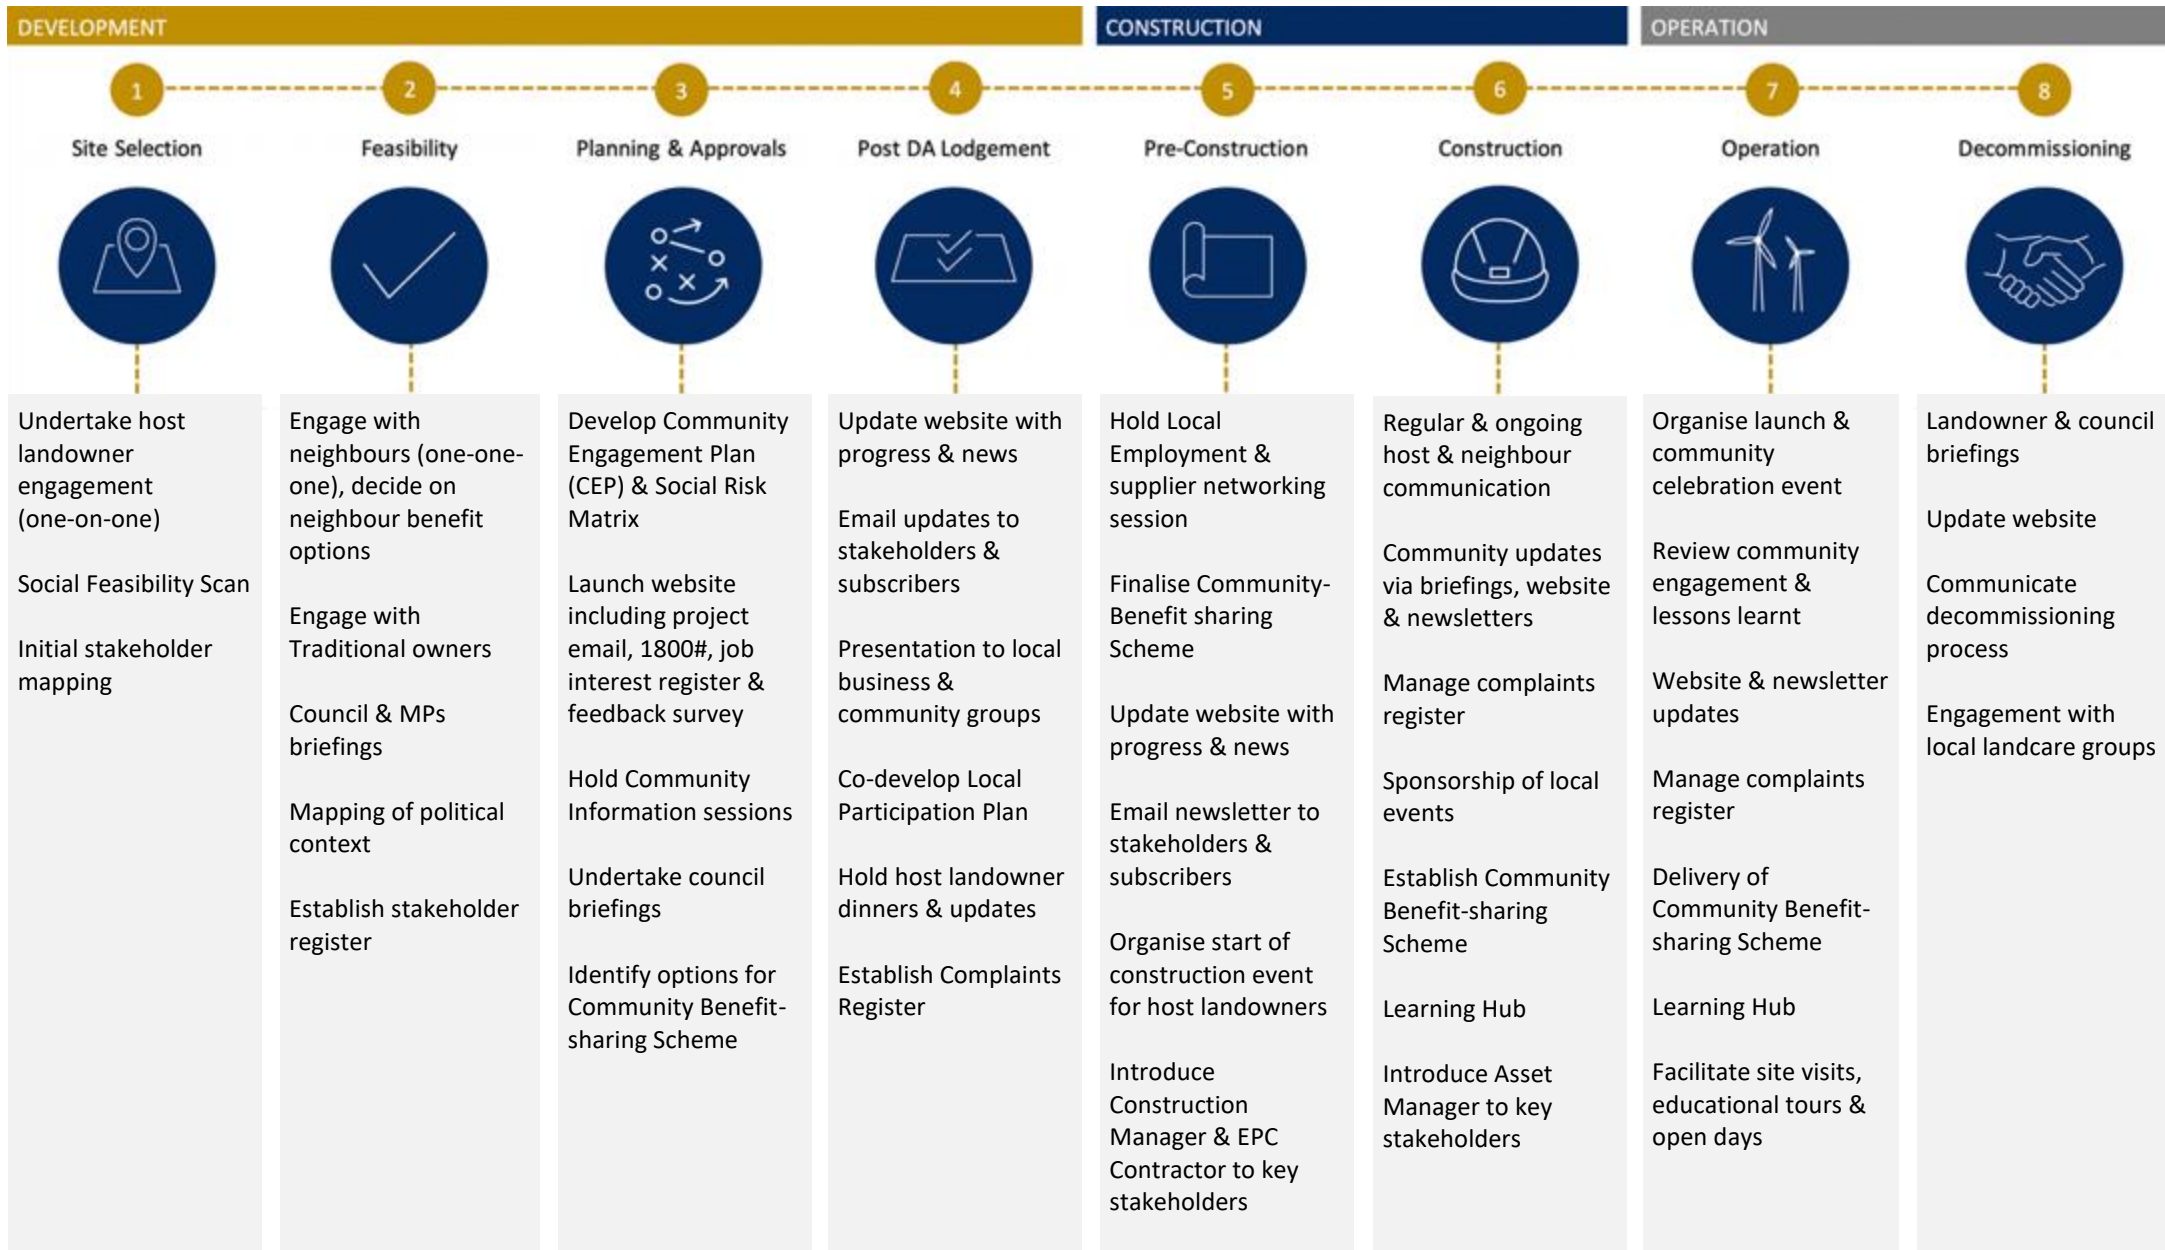 DEVELOPMENT
CONSTRUCTION
OPERATION
1
2
3
4
5
6
7
8
Site Selection
Feasibility
Planning & Approvals
Post DA Lodgement
Pre-Construction
Construction
Operation
Decommissioning
Undertake host
landowner
engagement
(one-on-one)
Social Feasibility Scan
Initial stakeholder
mapping
Engage with
neighbours (one-one-
one), decide on
neighbour benefit
options
Engage with
Traditional owners
Council & MPs
briefings
Mapping of political
context
Establish stakeholder
register
Develop Community
Engagement Plan
(CEP) & Social Risk
Matrix
Launch website
including project
email, 1800#, job
interest register &
feedback survey
Hold Community
Information sessions
Undertake council
briefings
Identify options for
Community Benefit-
sharing Scheme
Update website with
progress & news
Email updates to
stakeholders &
subscribers
Presentation to local
business &
community groups
Co-develop Local
Participation Plan
Hold host landowner
dinners & updates
Establish Complaints
Register
Hold Local
Employment &
supplier networking
session
Finalise Community-
Benefit sharing
Scheme
Update website with
progress & news
Email newsletter to
stakeholders &
subscribers
Organise start of
construction event
for host landowners
Introduce
Construction
Manager & EPC
Contractor to key
stakeholders
Regular & ongoing
host & neighbour
communication
Community updates
via briefings, website
& newsletters
Manage complaints
register
Sponsorship of local
events
Establish Community
Benefit-sharing
Scheme
Learning Hub
Introduce Asset
Manager to key
stakeholders
Organise launch &
community
celebration event
Review community
engagement &
lessons learnt
Website & newsletter
updates
Manage complaints
register
Delivery of
Community Benefit-
sharing Scheme
Learning Hub
Facilitate site visits,
educational tours &
open days
Landowner & council
briefings
Update website
Communicate
decommissioning
process
Engagement with
local landcare groups